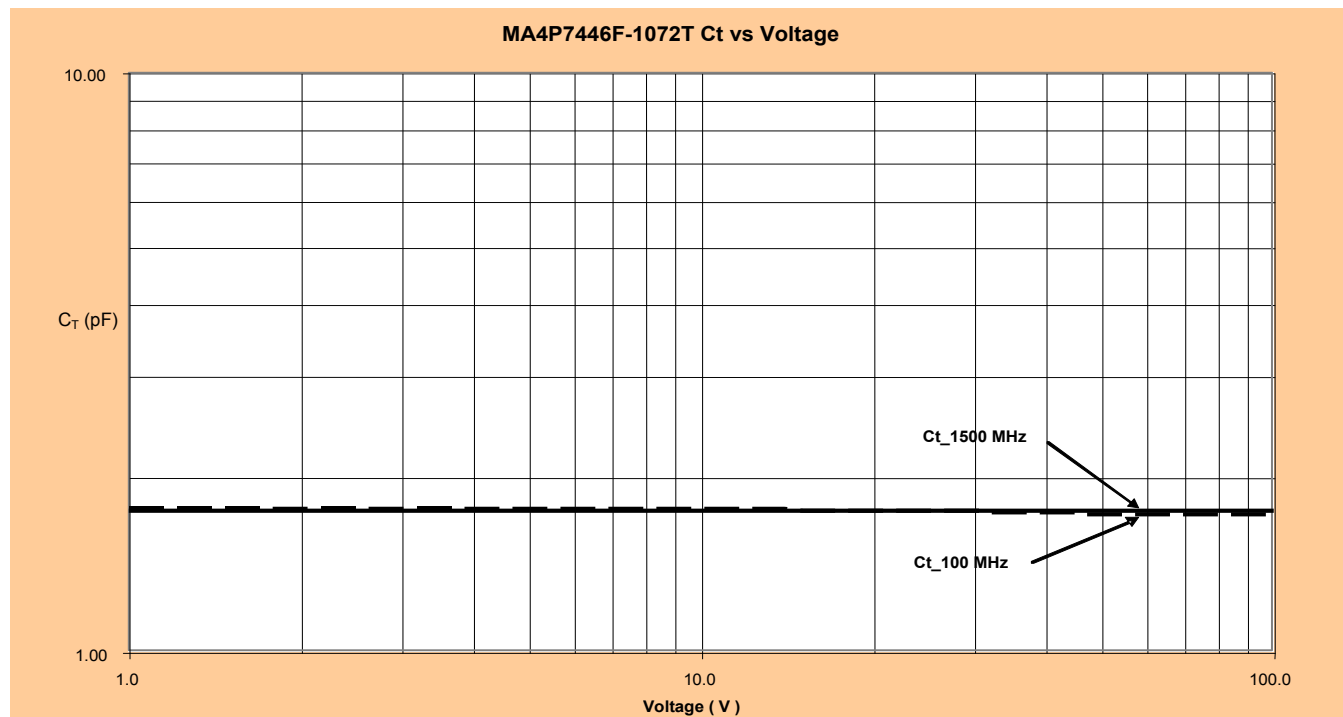 MA4P7446F-1072T Ct vs Voltage
10.00
C_T (pF)
Ct_1500 MHz
Ct_100 MHz
1.00
1.0 10.0 100.0
Voltage ( V )